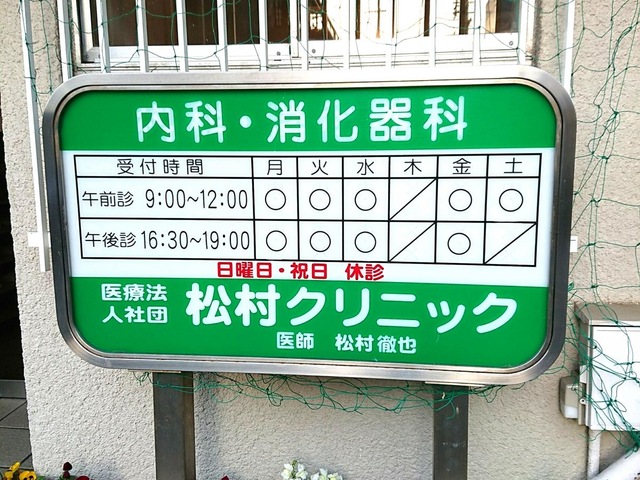 内科・消化器科
受付時間 月 火 水 木 金 土
午前診 9:00~12:00 ○ ○ ○ ／ ○ ○
午後診 16:30~19:00 ○ ○ ○ ／ ○ ／
日曜日・祝日 休診
医療法
人社団
松村クリニック
医師 松村徹也